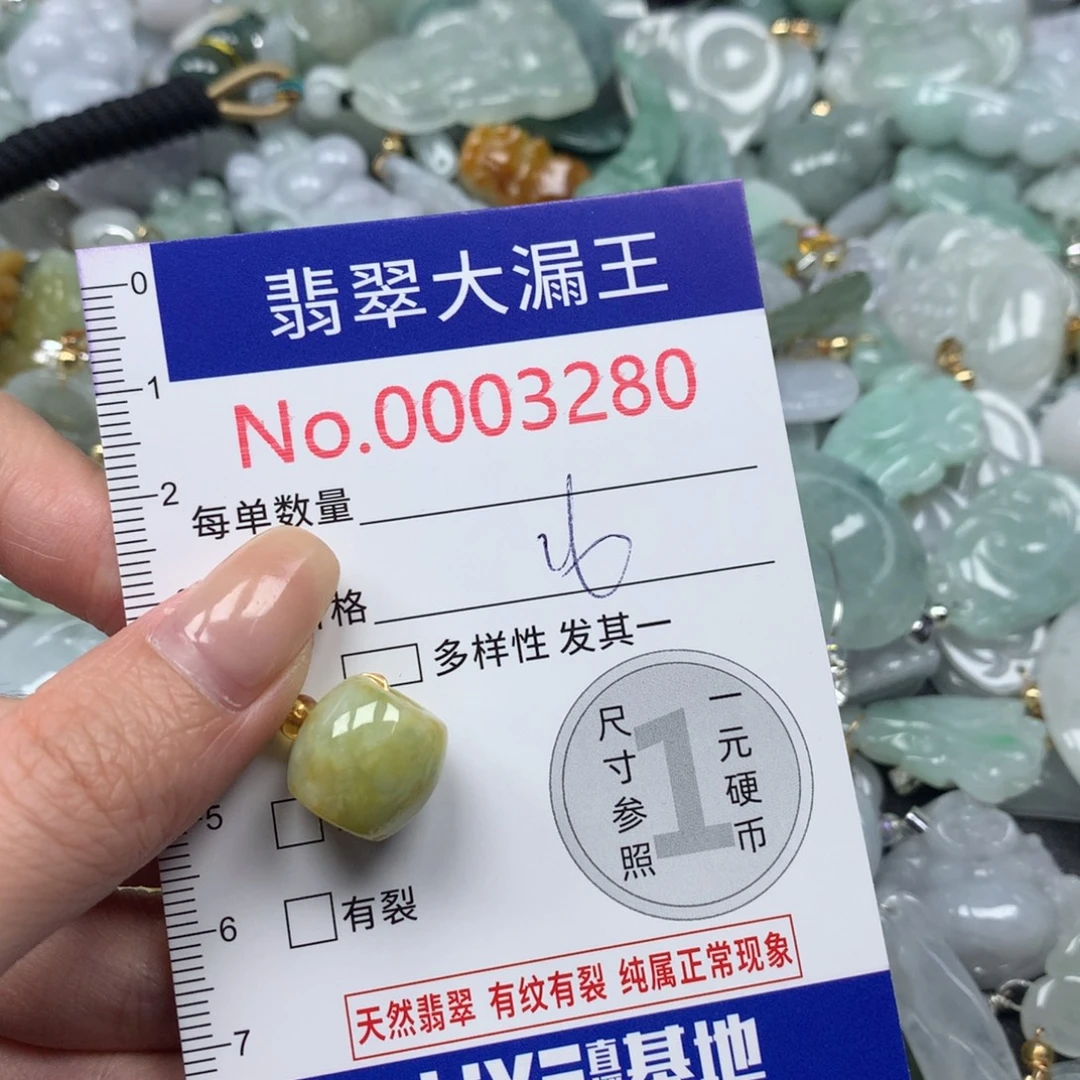 翡翠大漏王
No.0003280
0
1
2
每单数量
格
多样性 发其一
尺寸参照
1
一元硬币
5
6
有裂
天然翡翠 有纹有裂 纯属正常现象
7
基地